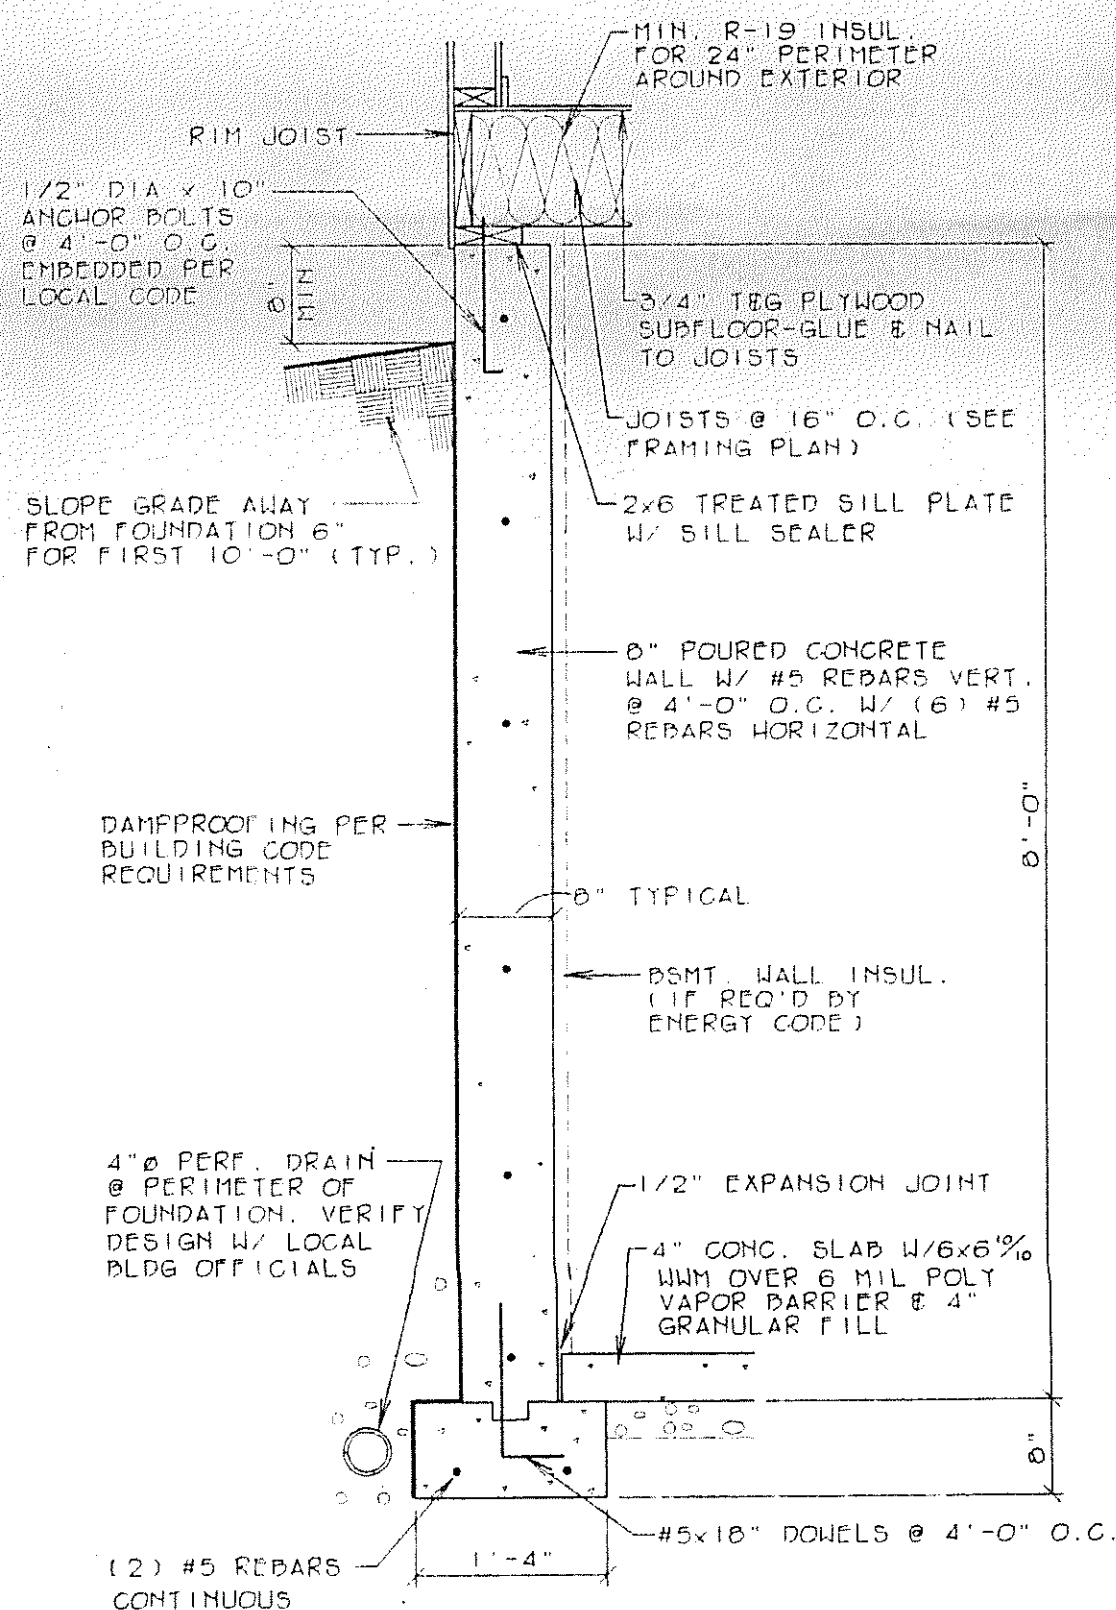 MIN. R-19 INSUL.
FOR 24" PERIMETER
AROUND EXTERIOR
RIM JOIST
1/2" DIA x 10"
ANCHOR BOLTS
@ 4'-0" O.C.
EMBEDDED PER
LOCAL CODE
8"
MIN
3/4" T&G PLYWOOD
SUBFLOOR-GLUE & NAIL
TO JOISTS
JOISTS @ 16" O.C. (SEE
FRAMING PLAN)
SLOPE GRADE AWAY
FROM FOUNDATION 6"
FOR FIRST 10'-0" (TYP.)
2x6 TREATED SILL PLATE
W/ SILL SEALER
8" POURED CONCRETE
WALL W/ #5 REBARS VERT.
@ 4'-0" O.C. W/ (6) #5
REBARS HORIZONTAL
8'-0"
DAMPPROOFING PER
BUILDING CODE
REQUIREMENTS
8" TYPICAL
BSMT. WALL INSUL.
(IF REQ'D BY
ENERGY CODE)
4"ø PERF. DRAIN
@ PERIMETER OF
FOUNDATION. VERIFY
DESIGN W/ LOCAL
BLDG OFFICIALS
1/2" EXPANSION JOINT
4" CONC. SLAB W/6x6 10/10
WWM OVER 6 MIL POLY
VAPOR BARRIER & 4"
GRANULAR FILL
8"
#5x18" DOWELS @ 4'-0" O.C.
(2) #5 REBARS
CONTINUOUS
1'-4"